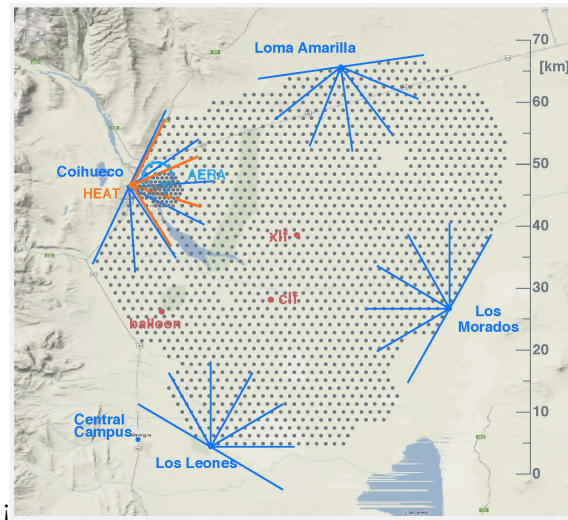 Loma Amarilla
70
[km]
60
Coihueco
AERA
50
HEAT
40
xlf
clf
30
balloon
Los
Morados
20
Central
Campus
10
Los Leones
0
¡